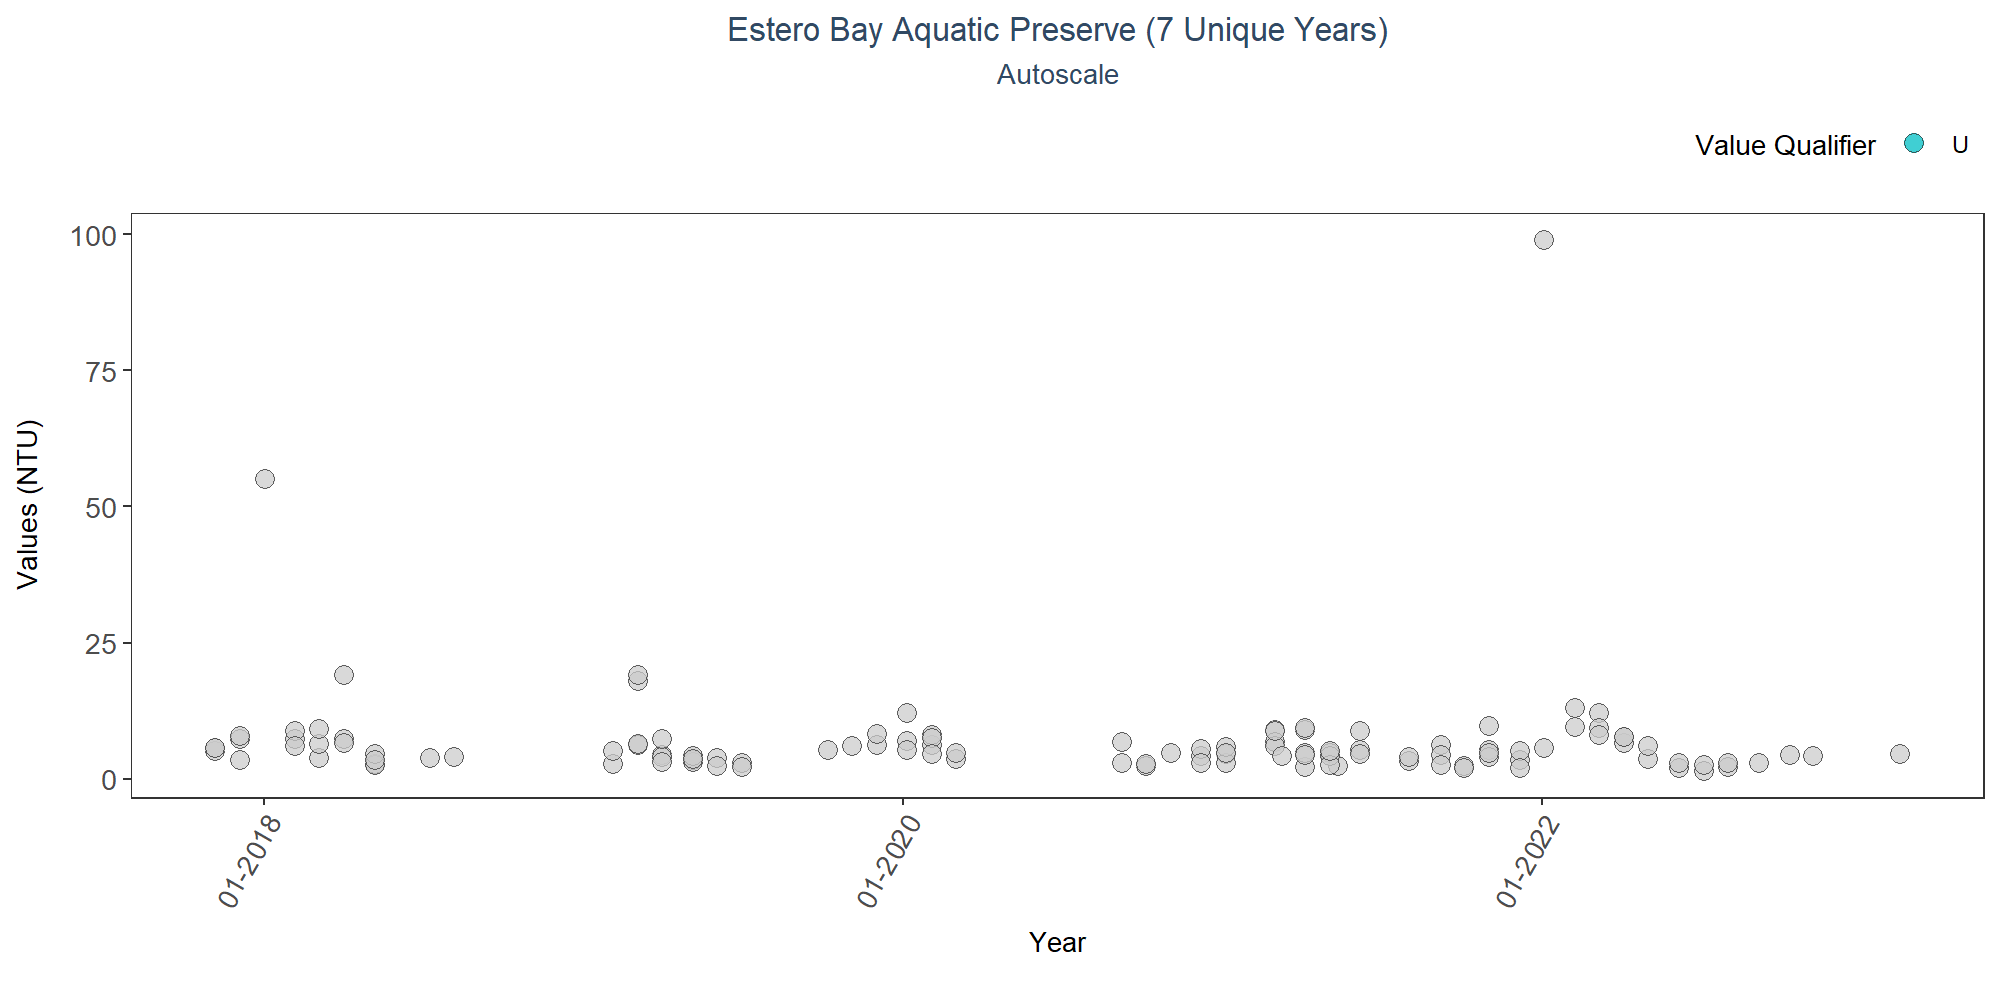 Estero Bay Aquatic Preserve (7 Unique Years)
Autoscale
Value Qualifier U
100
75
50
25
0
Values (NTU)
01-2018
01-2020
01-2022
Year